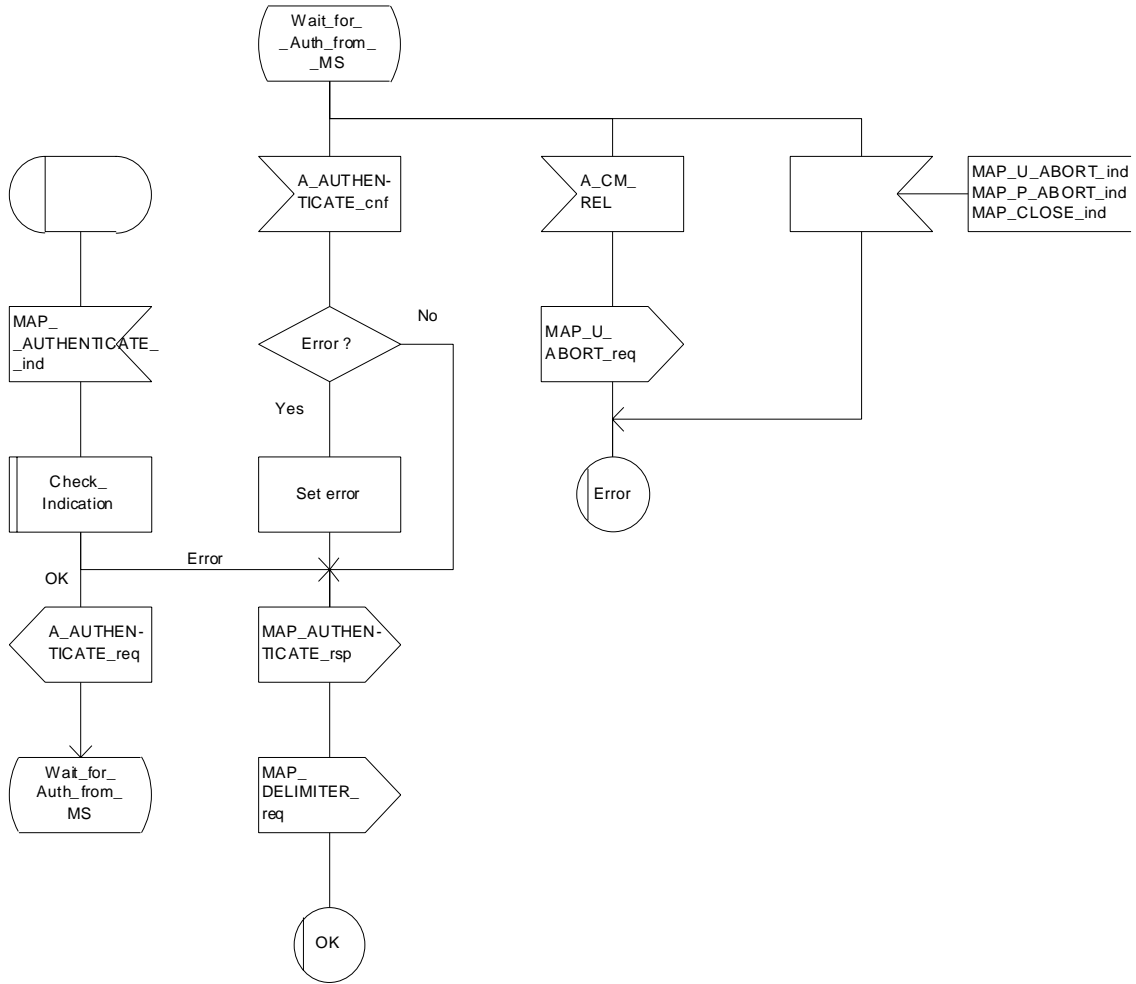 Wait_for_
_Auth_from_
_MS
A_AUTHEN-
TICATE_cnf
A_CM_
REL
MAP_U_ABORT_ind
MAP_P_ABORT_ind
MAP_CLOSE_ind
MAP_
_AUTHENTICATE_
_ind
Error ?
No
Yes
MAP_U_
ABORT_req
Check_
Indication
Set error
Error
Error
OK
A_AUTHEN-
TICATE_req
MAP_AUTHEN-
TICATE_rsp
Wait_for_
Auth_from_
MS
MAP_
DELIMITER_
req
OK